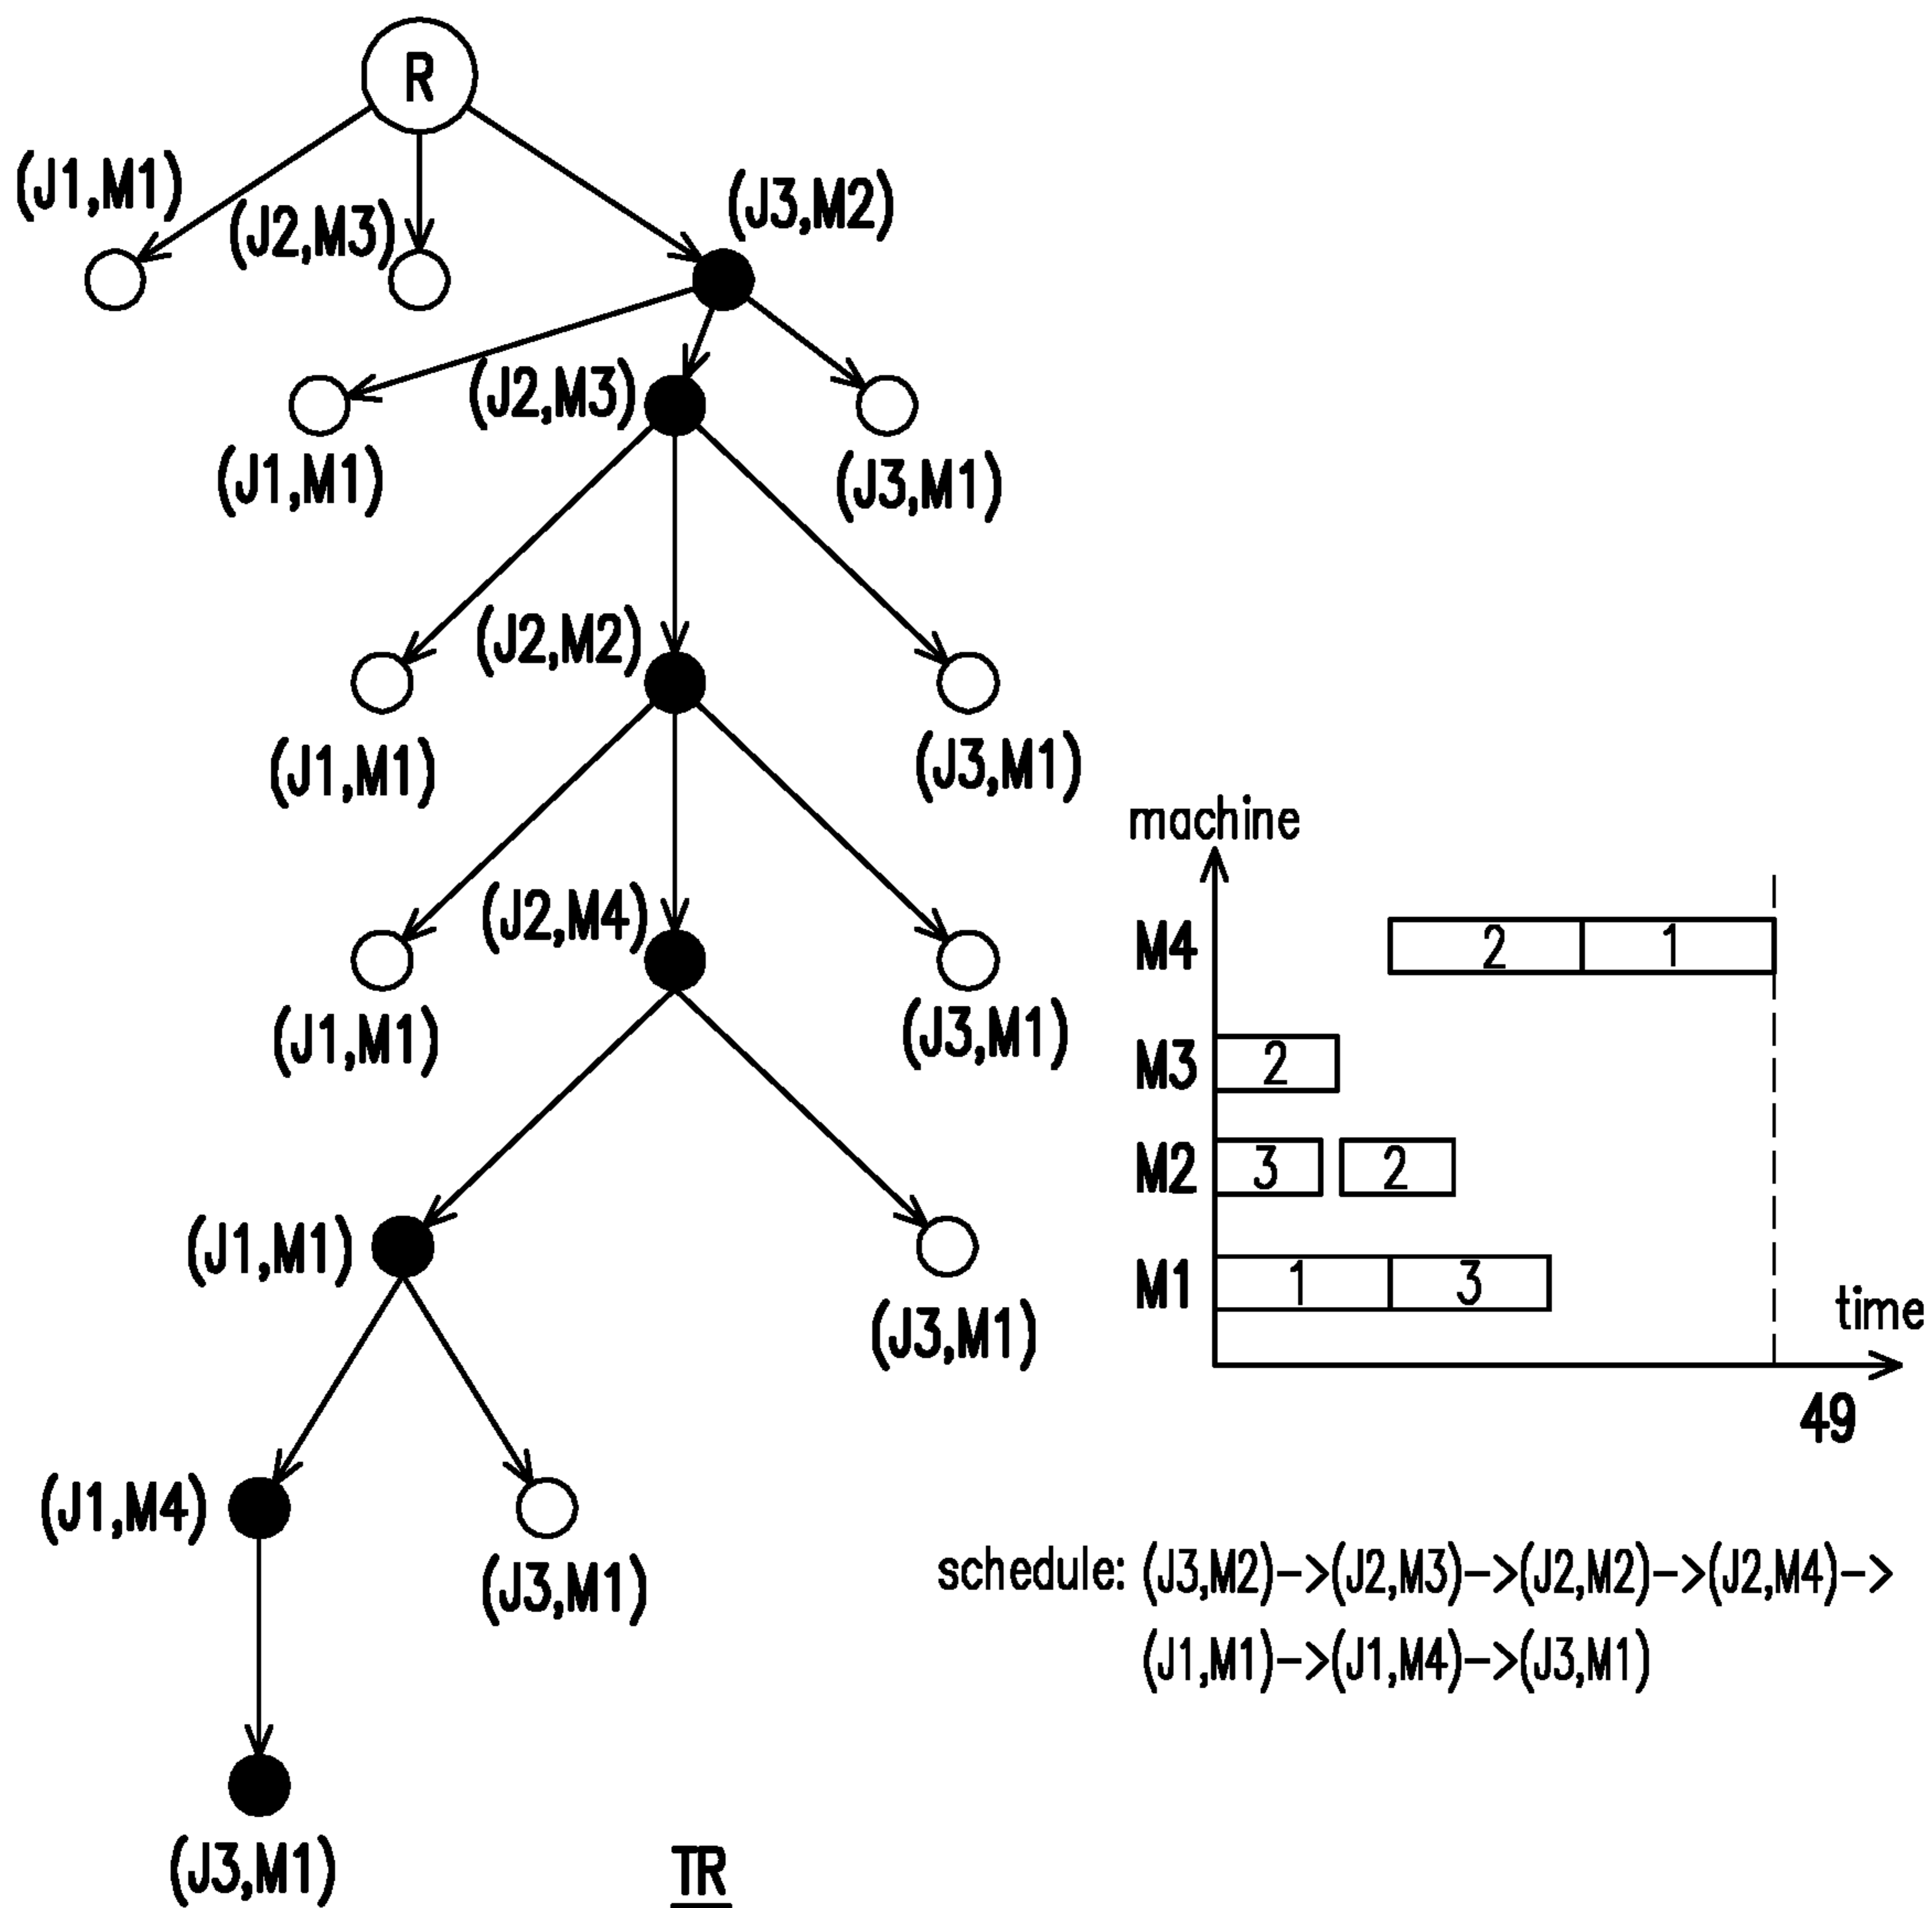 R
(J1,M1)
(J2,M3)
(J3,M2)
(J2,M3)
(J1,M1)
(J3,M1)
(J2,M2)
(J1,M1)
(J3,M1)
(J2,M4)
(J1,M1)
(J3,M1)
(J1,M1)
(J3,M1)
(J1,M4)
(J3,M1)
(J3,M1)
TR
machine
M4
2
1
M3
2
M2
3
2
M1
1
3
time
49
schedule: (J3,M2)->(J2,M3)->(J2,M2)->(J2,M4)->
(J1,M1)->(J1,M4)->(J3,M1)